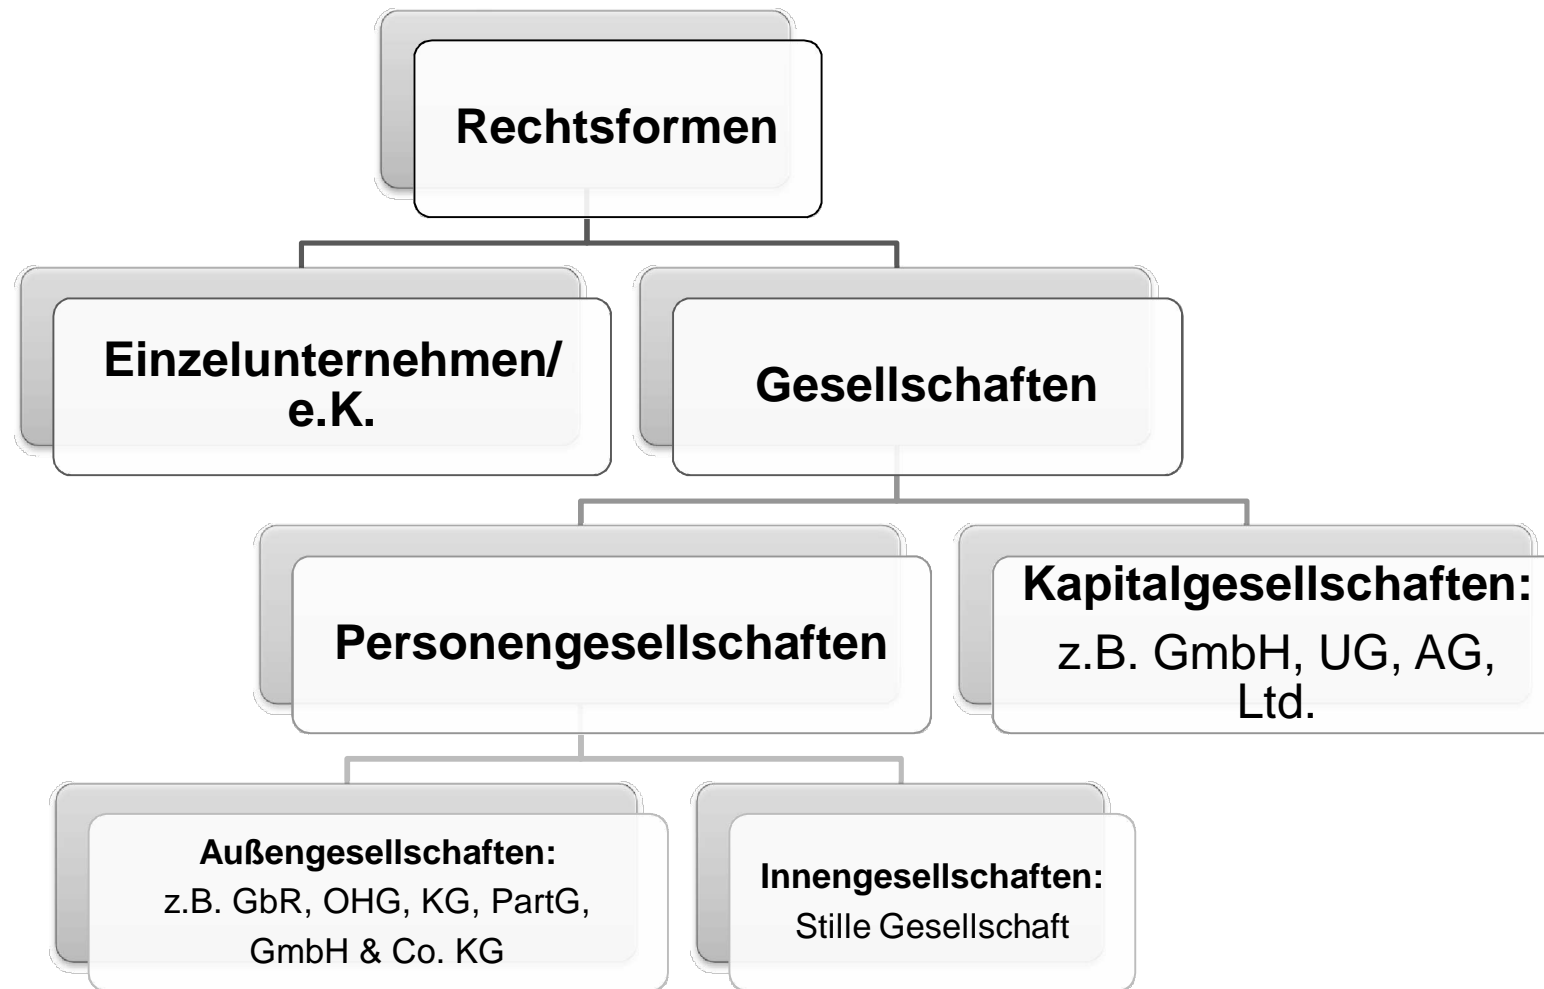 Rechtsformen
Einzelunternehmen/
e.K.
Gesellschaften
Personengesellschaften
Kapitalgesellschaften:
z.B. GmbH, UG, AG,
Ltd.
Außengesellschaften:
z.B. GbR, OHG, KG, PartG,
GmbH & Co. KG
Innengesellschaften:
Stille Gesellschaft